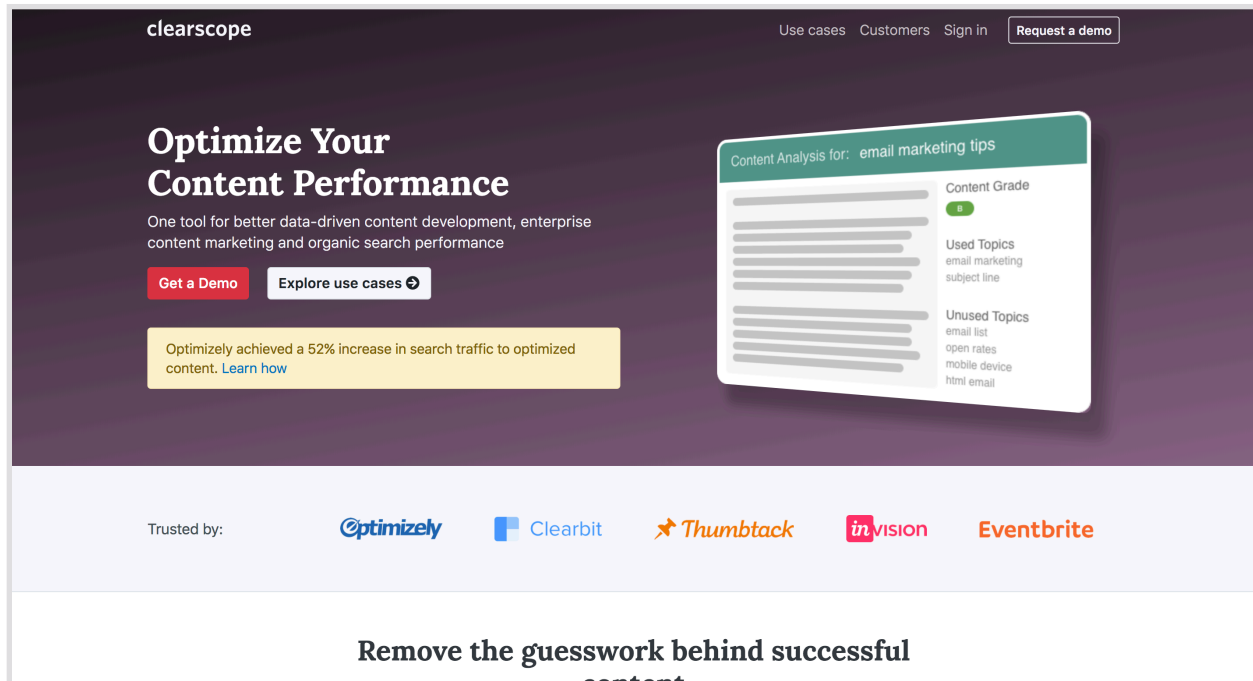 clearscope
Use cases Customers Sign in Request a demo
Optimize Your
Content Performance
One tool for better data-driven content development, enterprise
content marketing and organic search performance
Get a Demo Explore use cases
Optimizely achieved a 52% increase in search traffic to optimized
content. Learn how
Content Analysis for: email marketing tips
Content Grade
B
Used Topics
email marketing
subject line
Unused Topics
email list
open rates
mobile device
html email
Trusted by:
Optimizely Clearbit Thumbtack invision Eventbrite
Remove the guesswork behind successful
content